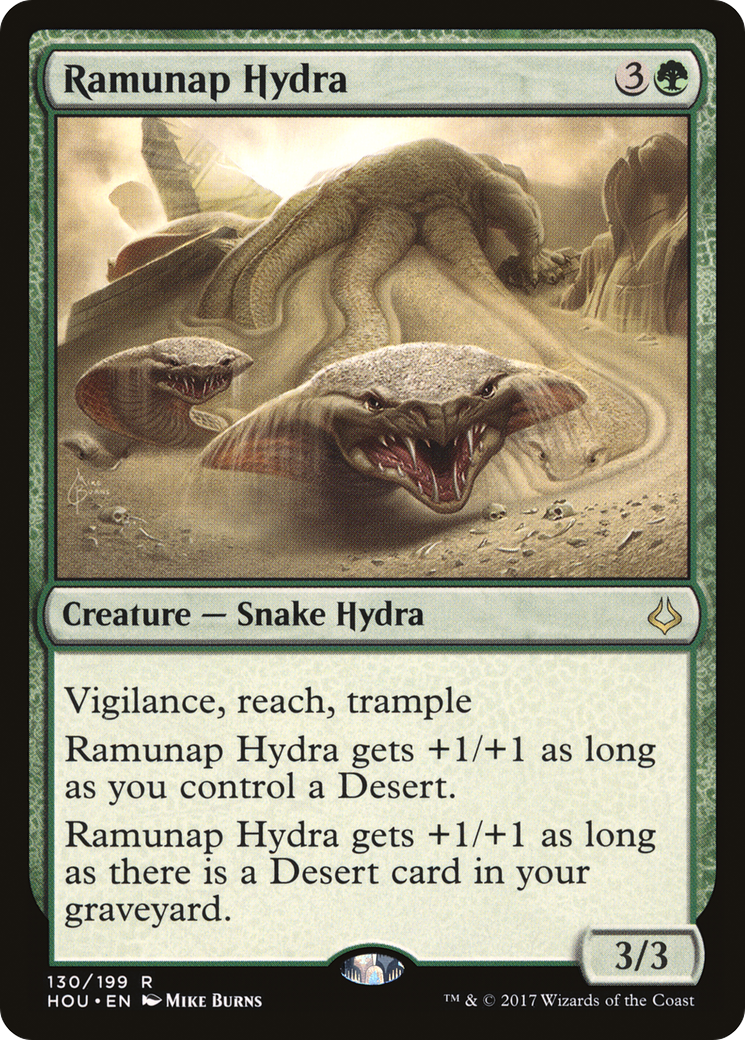 Ramunap Hydra 3
Mike
Burns
Creature — Snake Hydra
Vigilance, reach, trample
Ramunap Hydra gets +1/+1 as long
as you control a Desert.
Ramunap Hydra gets +1/+1 as long
as there is a Desert card in your
graveyard.
3/3
130/199 R
HOU • EN Mike Burns ™ & © 2017 Wizards of the Coast